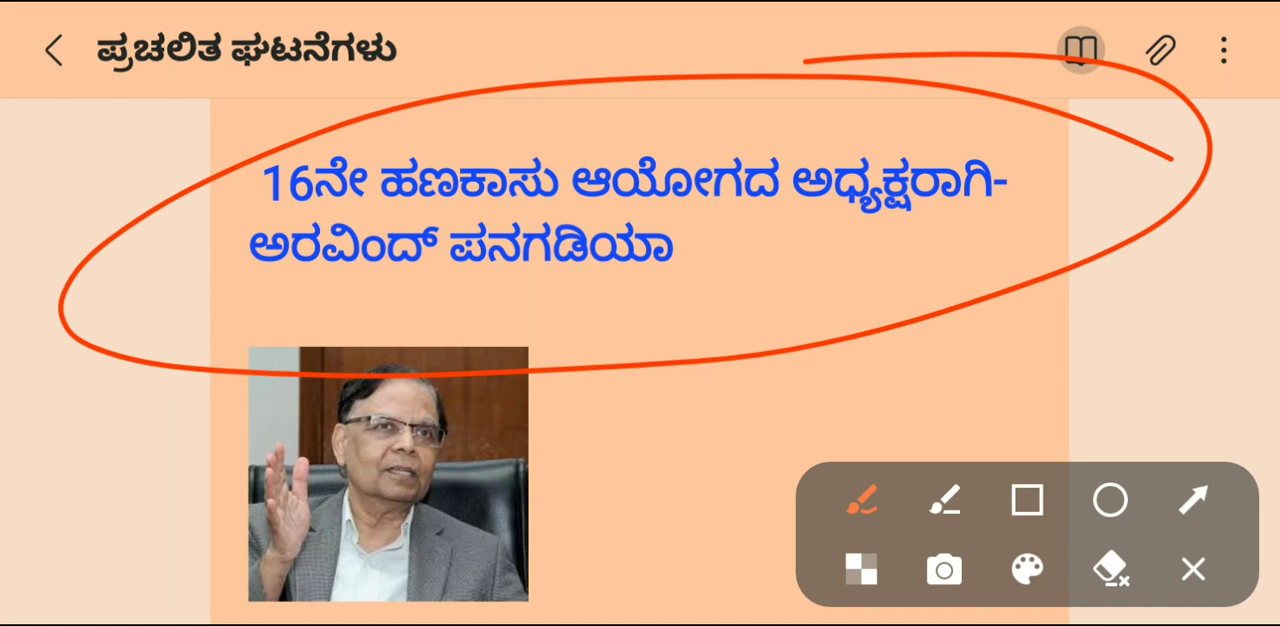 ಪ್ರಚಲಿತ ಘಟನೆಗಳು
16ನೇ ಹಣಕಾಸು ಆಯೋಗದ ಅಧ್ಯಕ್ಷರಾಗಿ-
ಅರವಿಂದ್ ಪನಗಡಿಯಾ